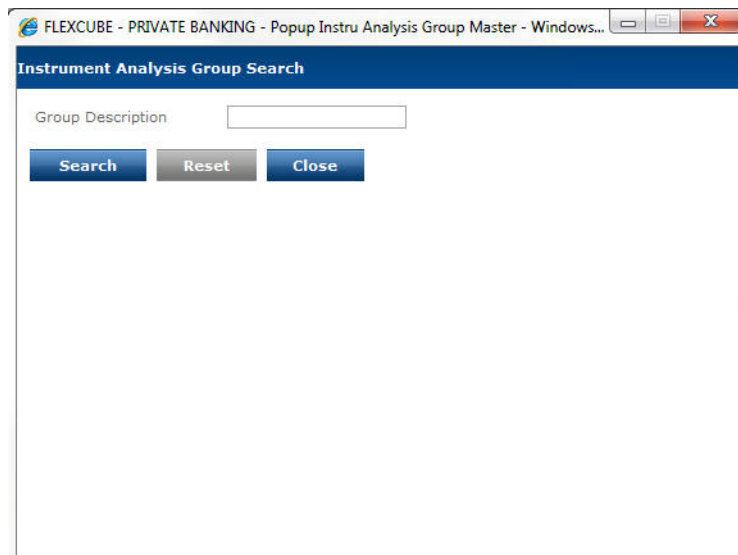 FLEXCUBE - PRIVATE BANKING - Popup Instru Analysis Group Master - Windows...
Instrument Analysis Group Search
Group Description
Search Reset Close